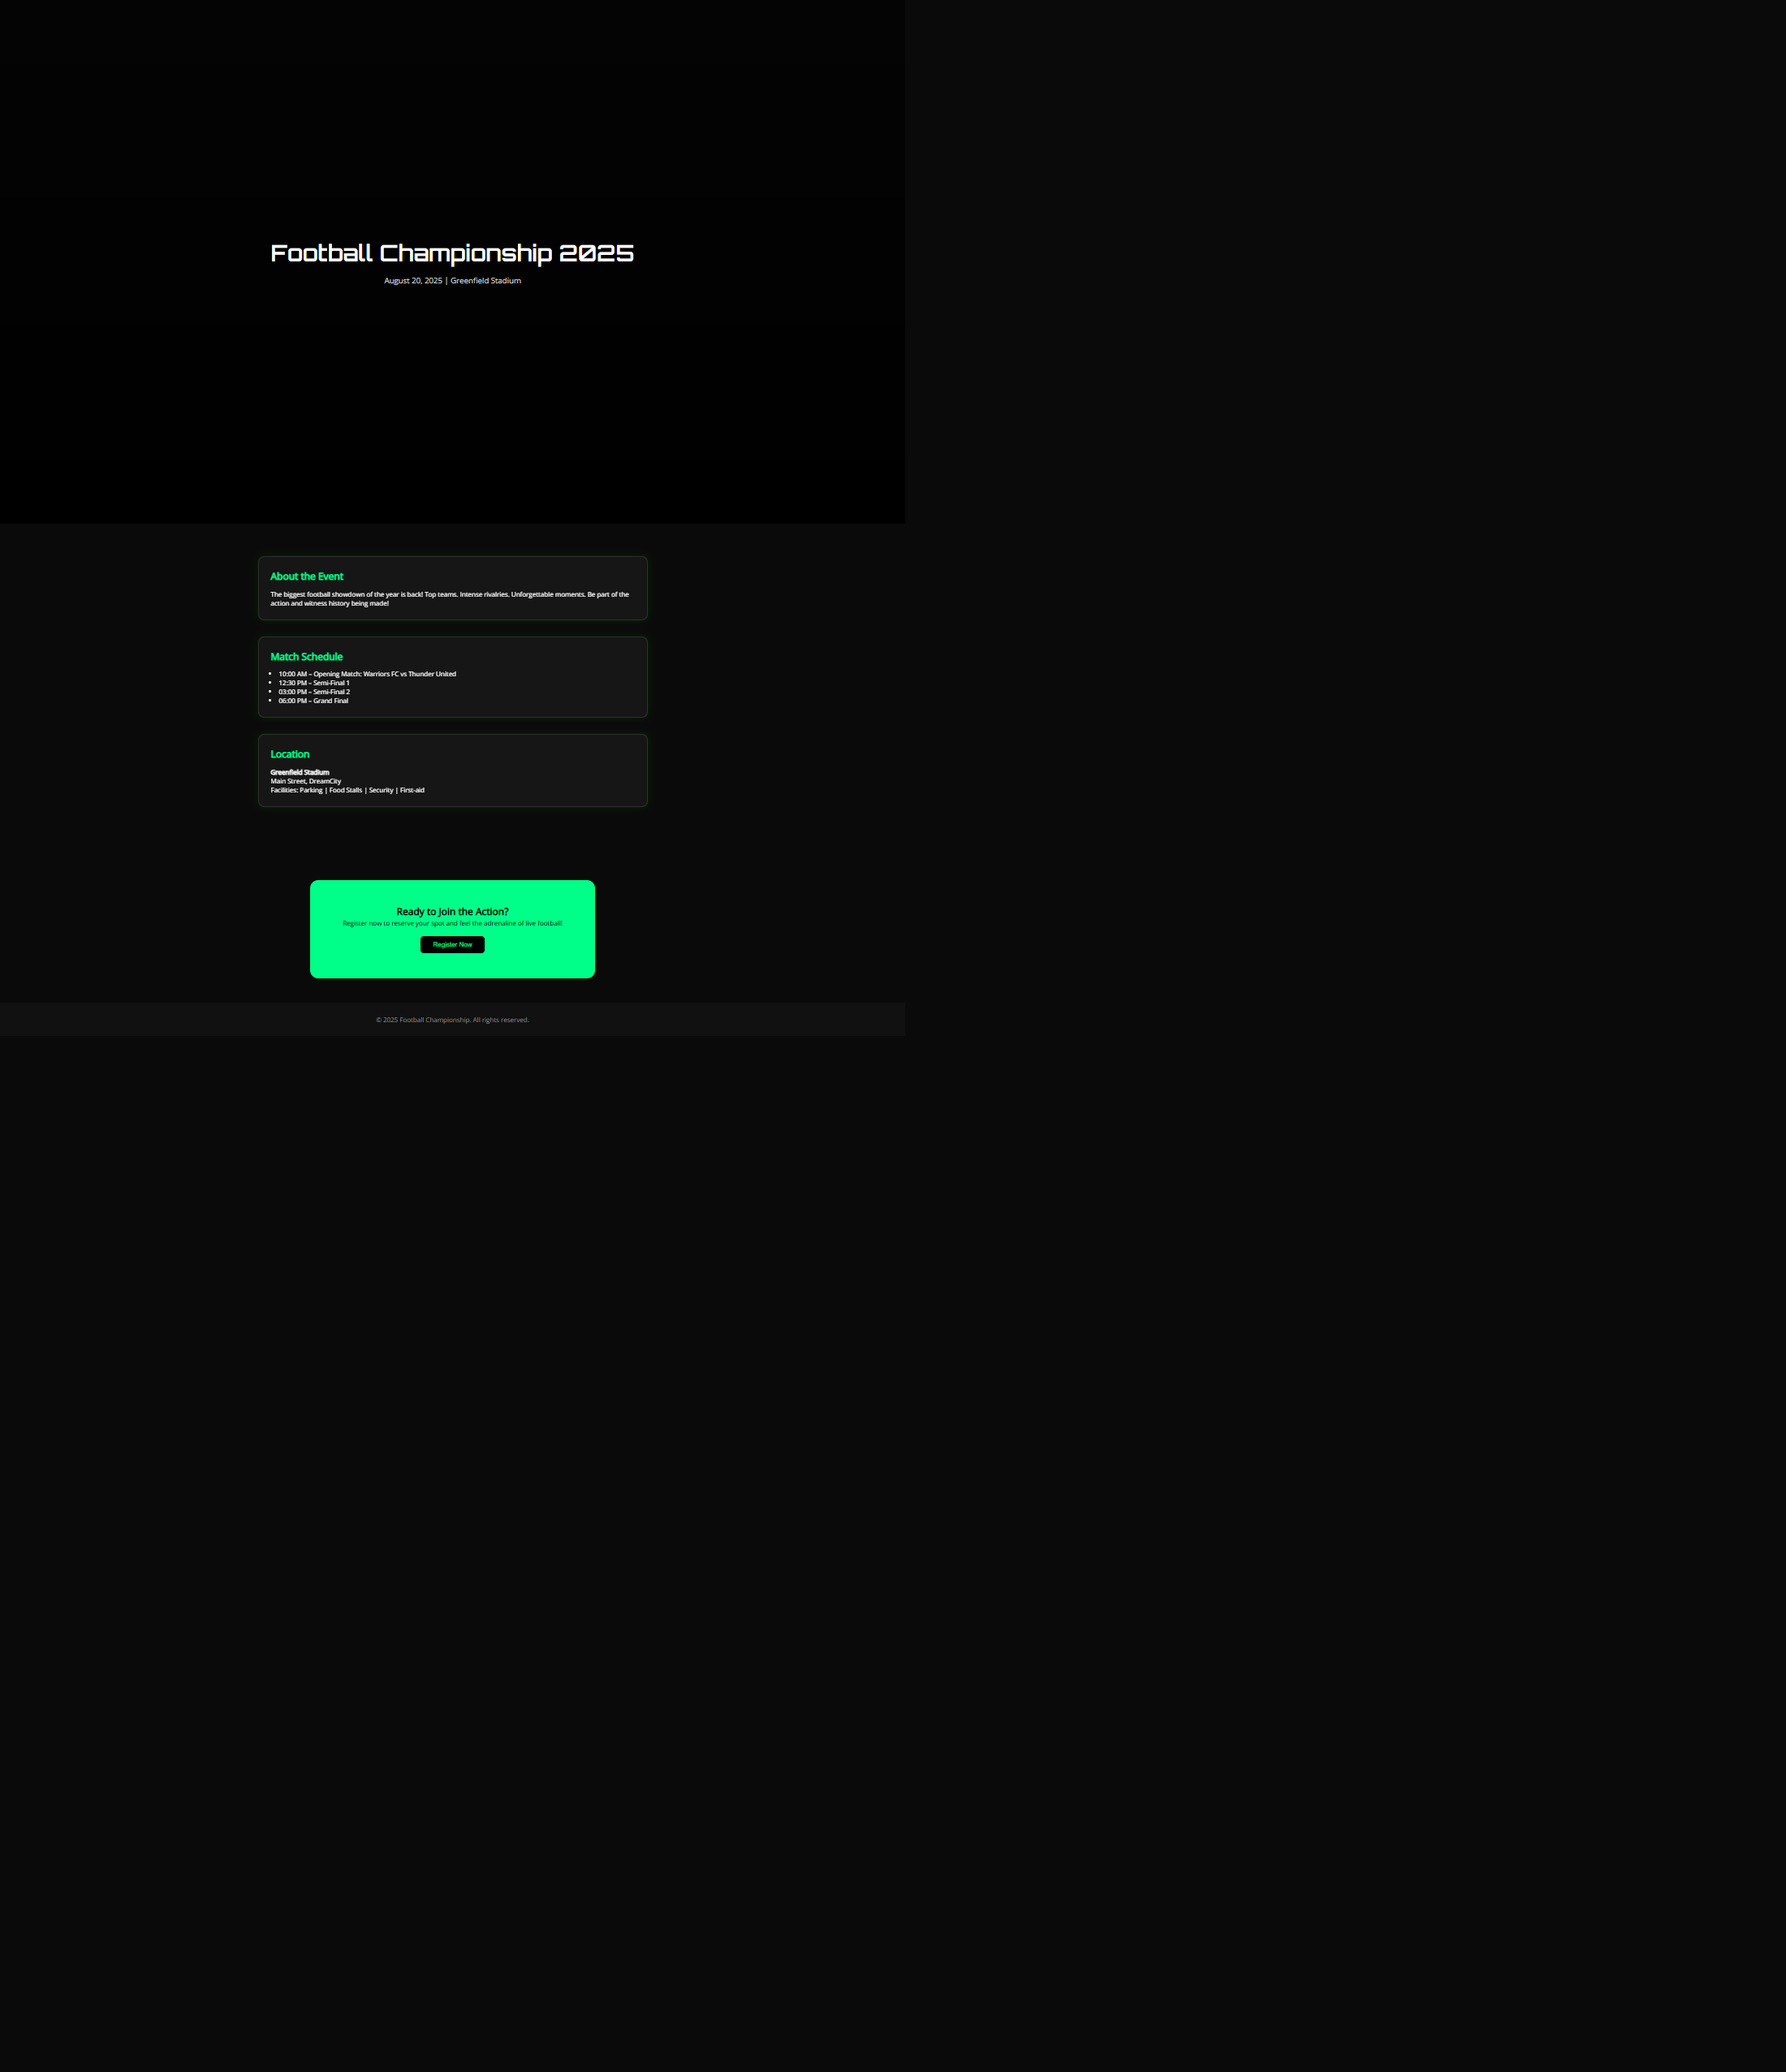 Football Championship 2025
August 20, 2025 | Greenfield Stadium
About the Event
The biggest football showdown of the year is back! Top teams. Intense rivalries. Unforgettable moments. Be part of the
action and witness history being made!
Match Schedule
• 10:00 AM – Opening Match: Warriors FC vs Thunder United
• 12:30 PM – Semi-Final 1
• 03:00 PM – Semi-Final 2
• 06:00 PM – Grand Final
Location
Greenfield Stadium
Main Street, DreamCity
Facilities: Parking | Food Stalls | Security | First-aid
Ready to Join the Action?
Register now to reserve your spot and feel the adrenaline of live football!
Register Now
© 2025 Football Championship. All rights reserved.